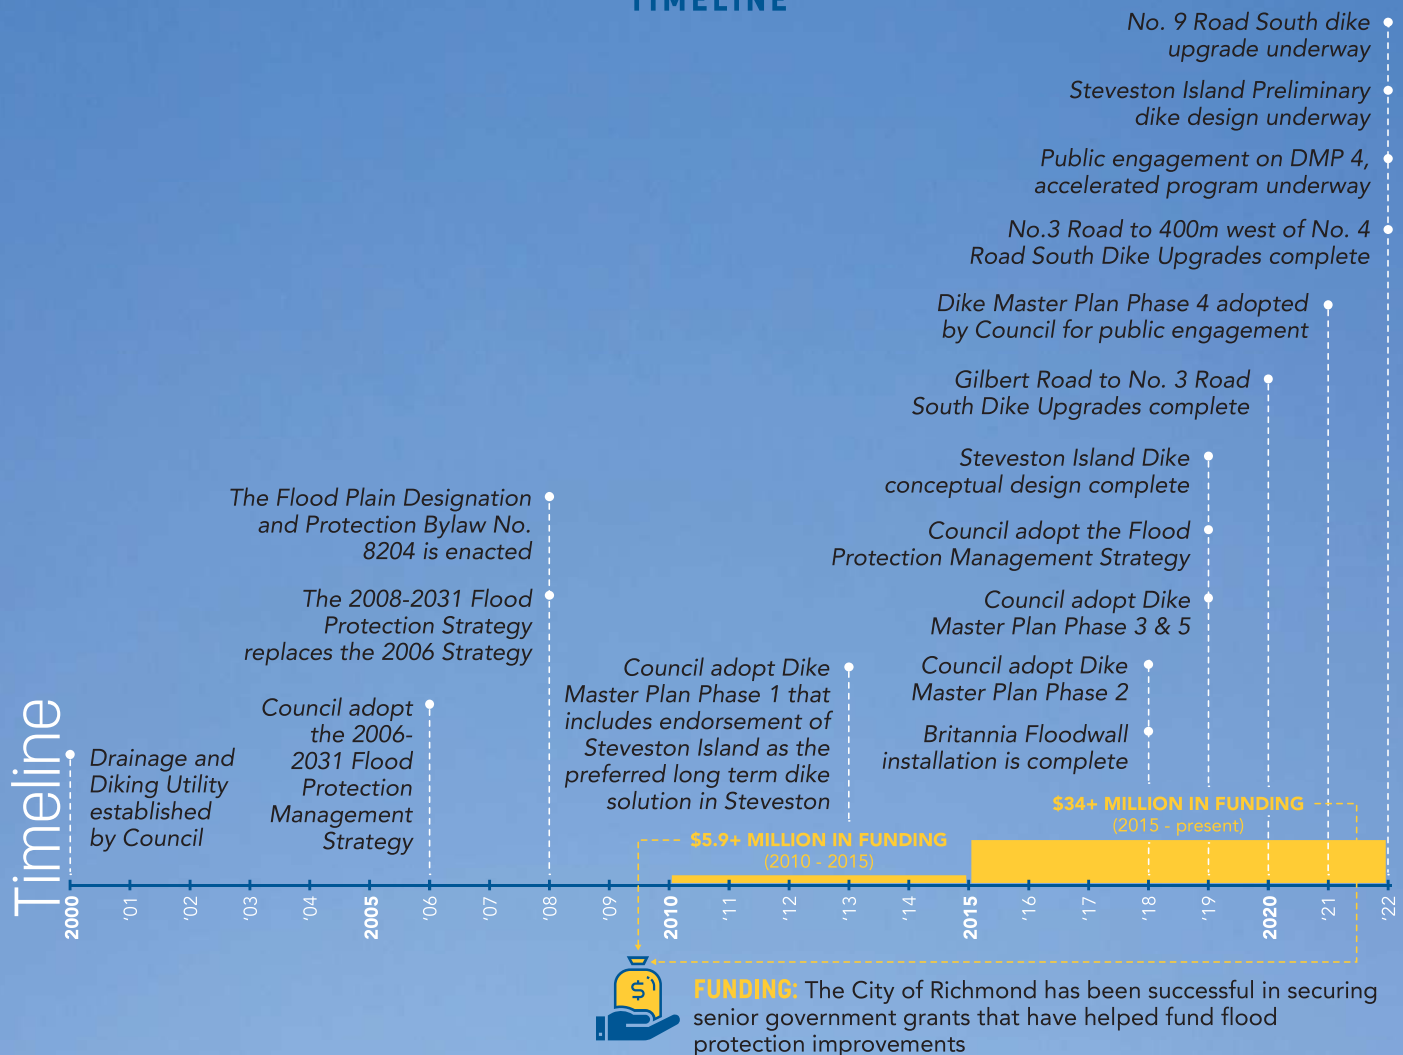 TIMELINE
No. 9 Road South dike
upgrade underway
Steveston Island Preliminary
dike design underway
Public engagement on DMP 4,
accelerated program underway
No.3 Road to 400m west of No. 4
Road South Dike Upgrades complete
Dike Master Plan Phase 4 adopted
by Council for public engagement
Gilbert Road to No. 3 Road
South Dike Upgrades complete
Steveston Island Dike
conceptual design complete
Council adopt the Flood
Protection Management Strategy
Council adopt Dike
Master Plan Phase 3 & 5
Council adopt Dike
Master Plan Phase 2
Britannia Floodwall
installation is complete
The Flood Plain Designation
and Protection Bylaw No.
8204 is enacted
The 2008-2031 Flood
Protection Strategy
replaces the 2006 Strategy
Council adopt Dike
Master Plan Phase 1 that
includes endorsement of
Steveston Island as the
preferred long term dike
solution in Steveston
Council adopt
the 2006-
2031 Flood
Protection
Management
Strategy
Drainage and
Diking Utility
established
by Council
Timeline
$34+ MILLION IN FUNDING
(2015 - present)
$5.9+ MILLION IN FUNDING
(2010 - 2015)
2000 '01 '02 '03 '04 2005 '06 '07 '08 '09 2010 '11 '12 '13 '14 2015 '16 '17 '18 '19 2020 '21 '22
$
FUNDING: The City of Richmond has been successful in securing
senior government grants that have helped fund flood
protection improvements